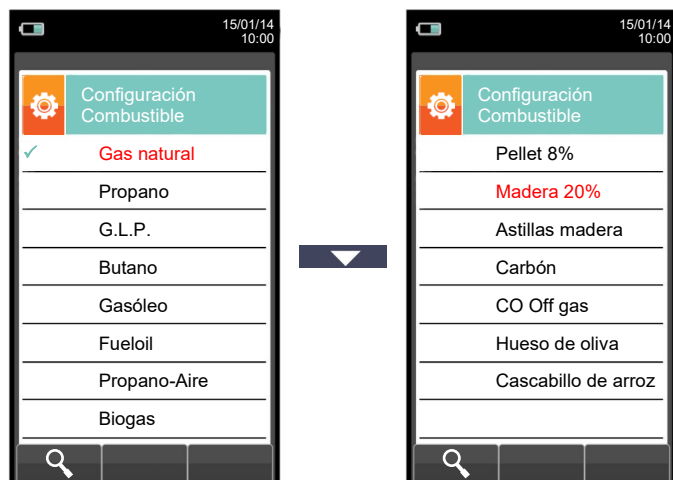 15/01/14
10:00
Configuración
Combustible
Gas natural
Propano
G.L.P.
Butano
Gasóleo
Fueloil
Propano-Aire
Biogas
15/01/14
10:00
Configuración
Combustible
Pellet 8%
Madera 20%
Astillas madera
Carbón
CO Off gas
Hueso de oliva
Cascabillo de arroz